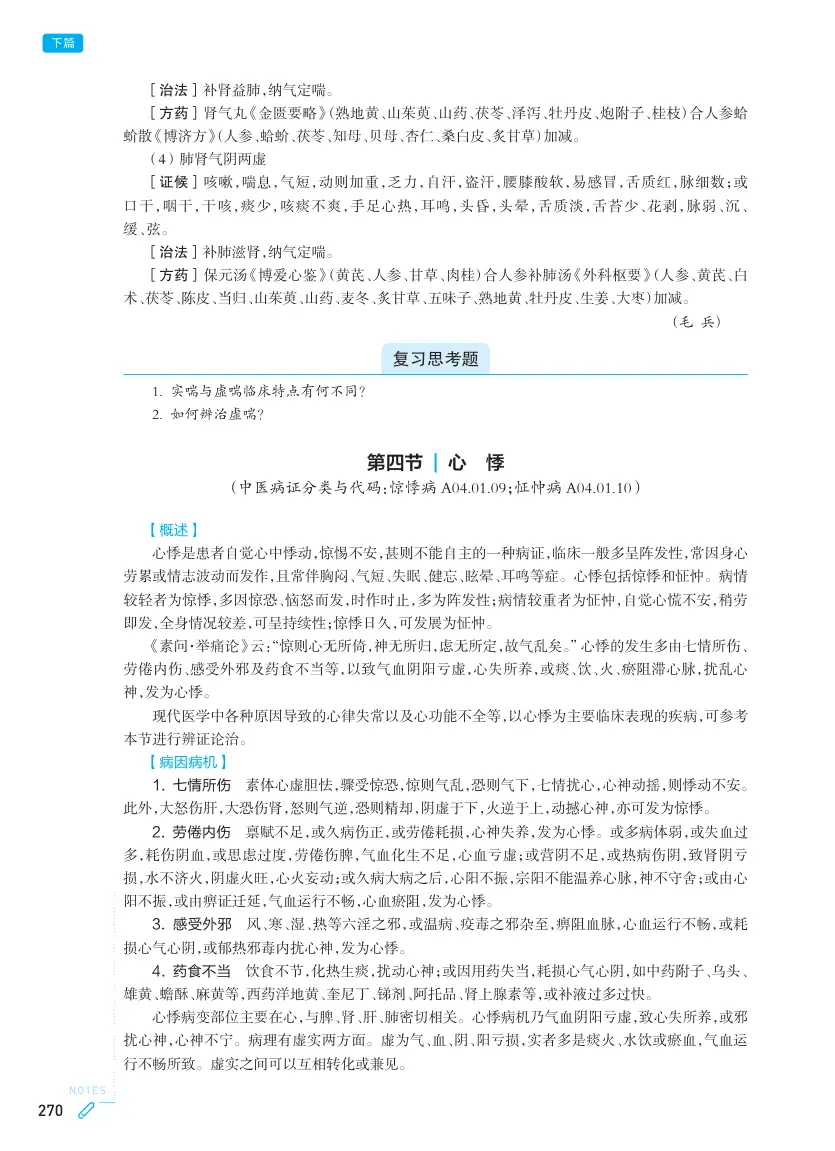 下篇
［治法］补肾益肺，纳气定喘。
［方药］肾气丸《金匮要略》（熟地黄、山茱萸、山药、茯苓、泽泻、牡丹皮、炮附子、桂枝）合人参蛤
蚧散《博济方》（人参、蛤蚧、茯苓、知母、贝母、杏仁、桑白皮、炙甘草）加减。
（4）肺肾气阴两虚
［证候］咳嗽，喘息，气短，动则加重，乏力，自汗，盗汗，腰膝酸软，易感冒，舌质红，脉细数；或
口干，咽干，干咳，痰少，咳痰不爽，手足心热，耳鸣，头昏，头晕，舌质淡，舌苔少、花剥，脉弱、沉、
缓、弦。
［治法］补肺滋肾，纳气定喘。
［方药］保元汤《博爱心鉴》（黄芪、人参、甘草、肉桂）合人参补肺汤《外科枢要》（人参、黄芪、白
术、茯苓、陈皮、当归、山茱萸、山药、麦冬、炙甘草、五味子、熟地黄、牡丹皮、生姜、大枣）加减。
（毛 兵）
复习思考题
1. 实喘与虚喘临床特点有何不同？
2. 如何辨治虚喘？
第四节｜心 悸
（中医病证分类与代码：惊悸病 A04.01.09；怔忡病 A04.01.10）
【概述】
心悸是患者自觉心中悸动，惊惕不安，甚则不能自主的一种病证，临床一般多呈阵发性，常因身心
劳累或情志波动而发作，且常伴胸闷、气短、失眠、健忘、眩晕、耳鸣等症。心悸包括惊悸和怔忡。病情
较轻者为惊悸，多因惊恐、恼怒而发，时作时止，多为阵发性；病情较重者为怔忡，自觉心慌不安，稍劳
即发，全身情况较差，可呈持续性；惊悸日久，可发展为怔忡。
《素问·举痛论》云：“惊则心无所倚，神无所归，虑无所定，故气乱矣。”心悸的发生多由七情所伤、
劳倦内伤、感受外邪及药食不当等，以致气血阴阳亏虚，心失所养，或痰、饮、火、瘀阻滞心脉，扰乱心
神，发为心悸。
现代医学中各种原因导致的心律失常以及心功能不全等，以心悸为主要临床表现的疾病，可参考
本节进行辨证论治。
【病因病机】
1. 七情所伤 素体心虚胆怯，骤受惊恐，惊则气乱，恐则气下，七情扰心，心神动摇，则悸动不安。
此外，大怒伤肝，大恐伤肾，怒则气逆，恐则精却，阴虚于下，火逆于上，动撼心神，亦可发为惊悸。
2. 劳倦内伤 禀赋不足，或久病伤正，或劳倦耗损，心神失养，发为心悸。或多病体弱，或失血过
多，耗伤阴血，或思虑过度，劳倦伤脾，气血化生不足，心血亏虚；或营阴不足，或热病伤阴，致肾阴亏
损，水不济火，阴虚火旺，心火妄动；或久病大病之后，心阳不振，宗阳不能温养心脉，神不守舍；或由心
阳不振，或由痹证迁延，气血运行不畅，心血瘀阻，发为心悸。
3. 感受外邪 风、寒、湿、热等六淫之邪，或温病、疫毒之邪杂至，痹阻血脉，心血运行不畅，或耗
损心气心阴，或郁热邪毒内扰心神，发为心悸。
4. 药食不当 饮食不节，化热生痰，扰动心神；或因用药失当，耗损心气心阴，如中药附子、乌头、
雄黄、蟾酥、麻黄等，西药洋地黄、奎尼丁、锑剂、阿托品、肾上腺素等，或补液过多过快。
心悸病变部位主要在心，与脾、肾、肝、肺密切相关。心悸病机乃气血阴阳亏虚，致心失所养，或邪
扰心神，心神不宁。病理有虚实两方面。虚为气、血、阴、阳亏损，实者多是痰火、水饮或瘀血，气血运
行不畅所致。虚实之间可以互相转化或兼见。
NOTES
270